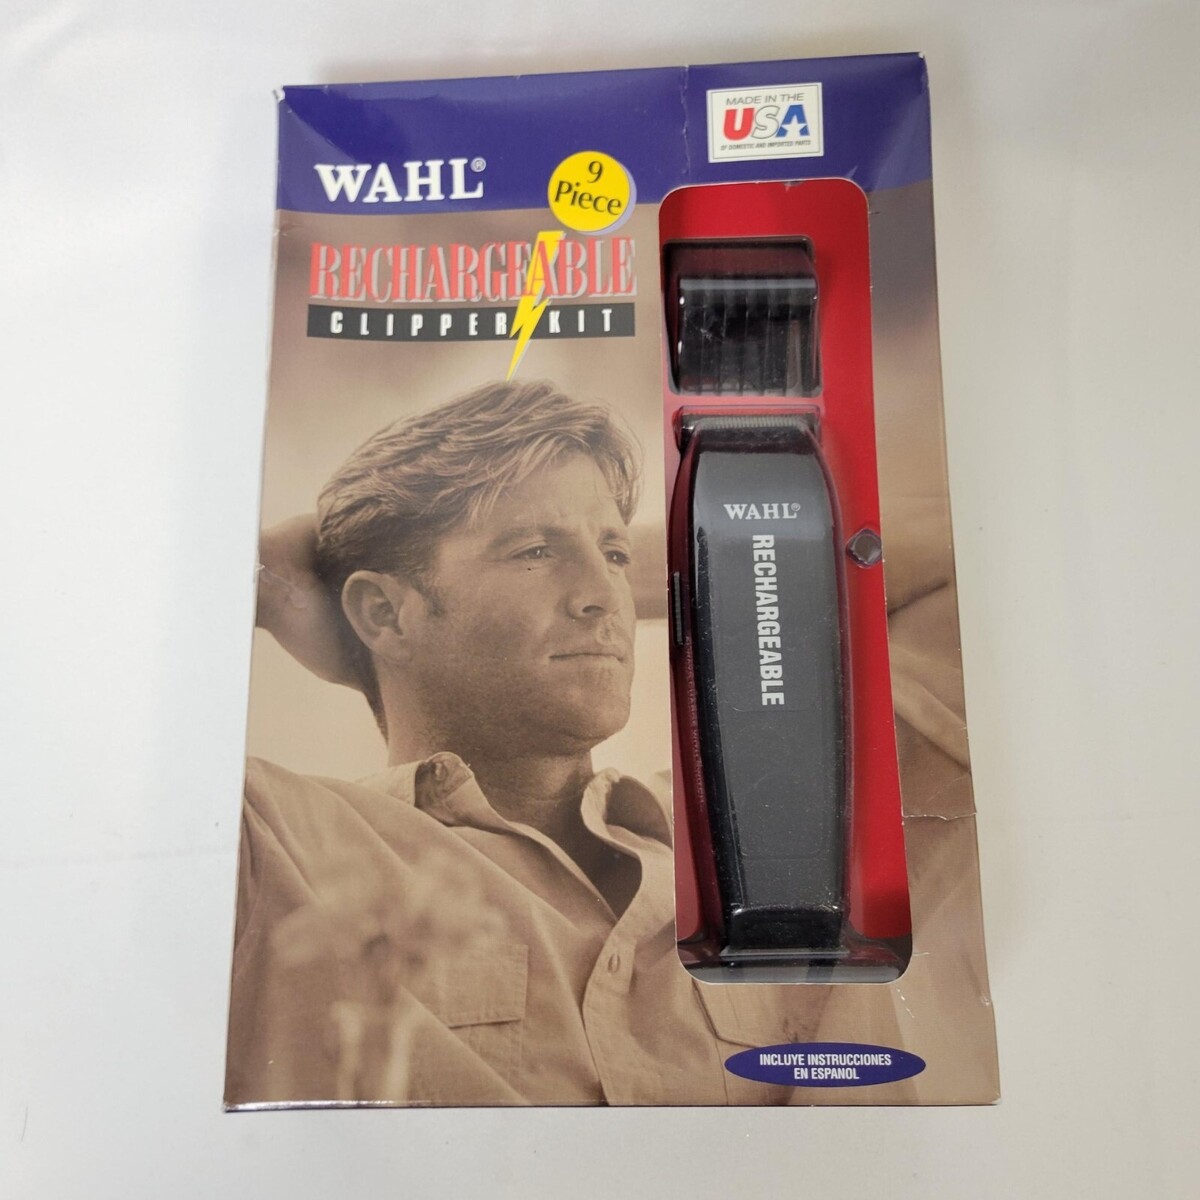 WAHL®
9
Piece
RECHARGEABLE
CLIPPER KIT
MADE IN THE
USA
OF DOMESTIC AND IMPORTED PARTS
WAHL®
RECHARGEABLE
INCLUYE INSTRUCCIONES
EN ESPANOL